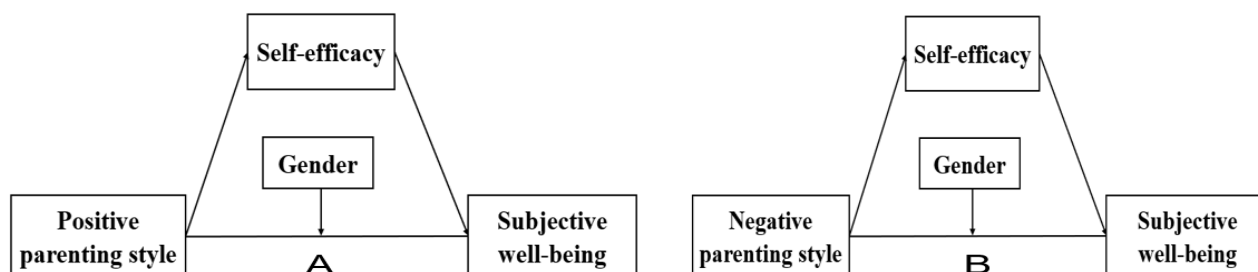 Self-efficacy
Gender
Positive
parenting style
Subjective
well-being
A
Self-efficacy
Gender
Negative
parenting style
Subjective
well-being
B